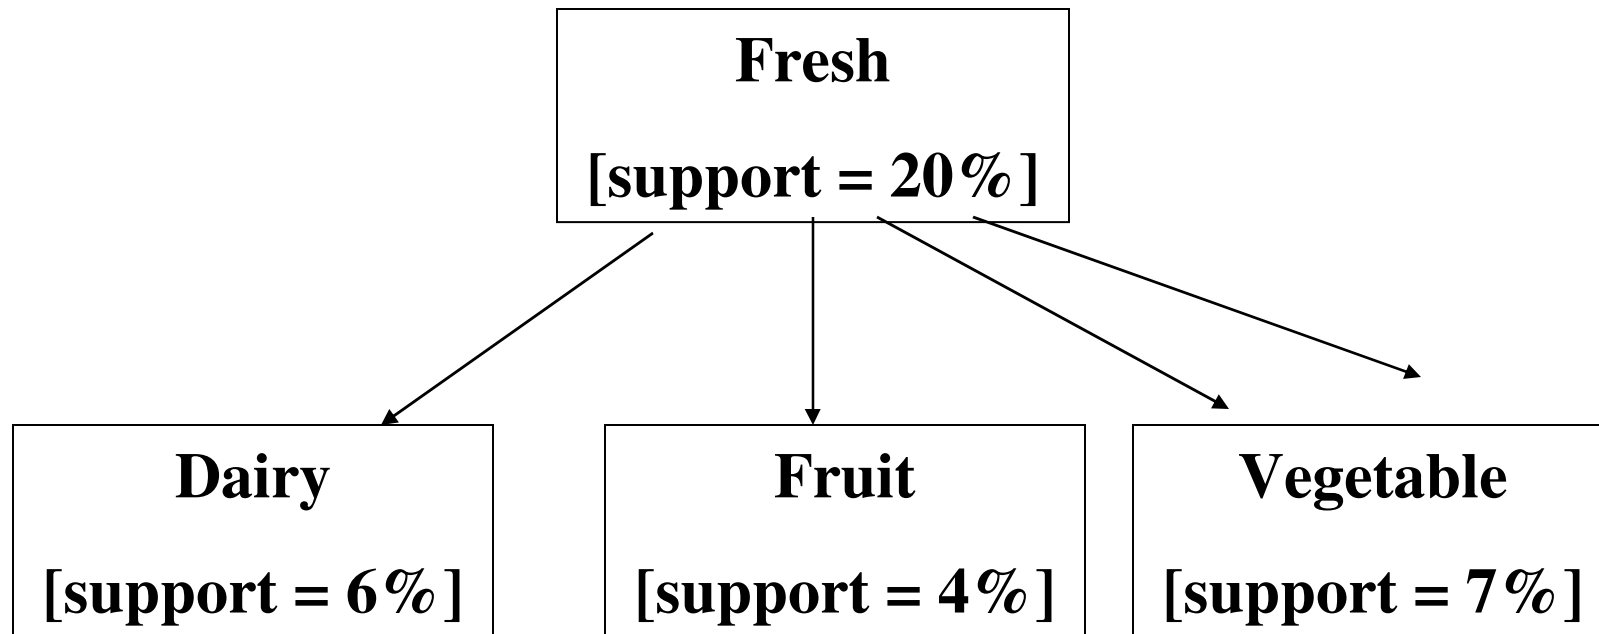 Fresh
[support = 20%]
Dairy
[support = 6%]
Fruit
[support = 4%]
Vegetable
[support = 7%]